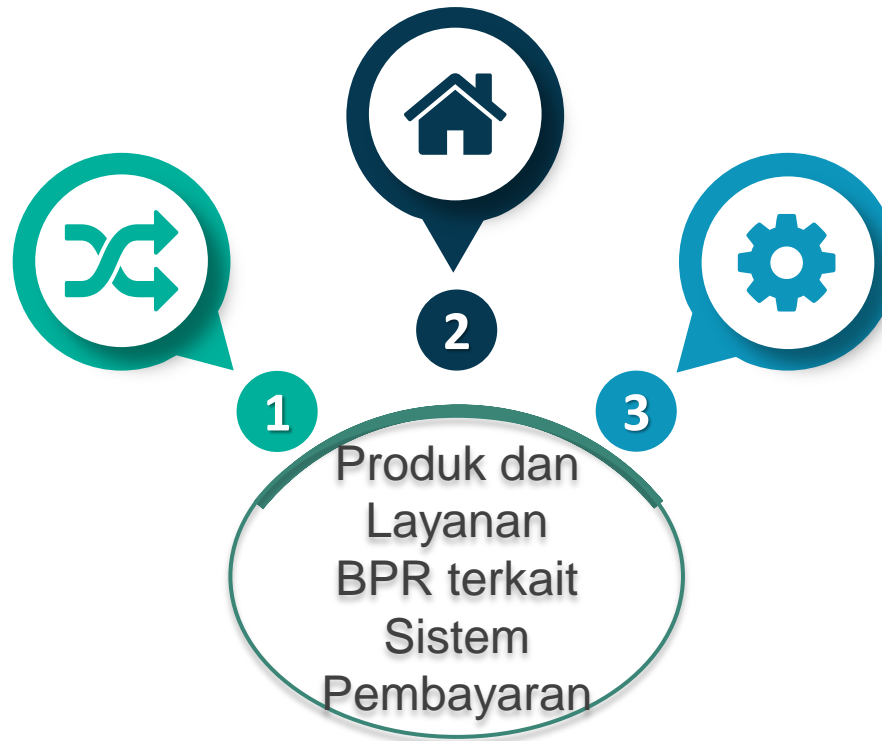 2
1
3
Produk dan
Layanan
BPR terkait
Sistem
Pembayaran